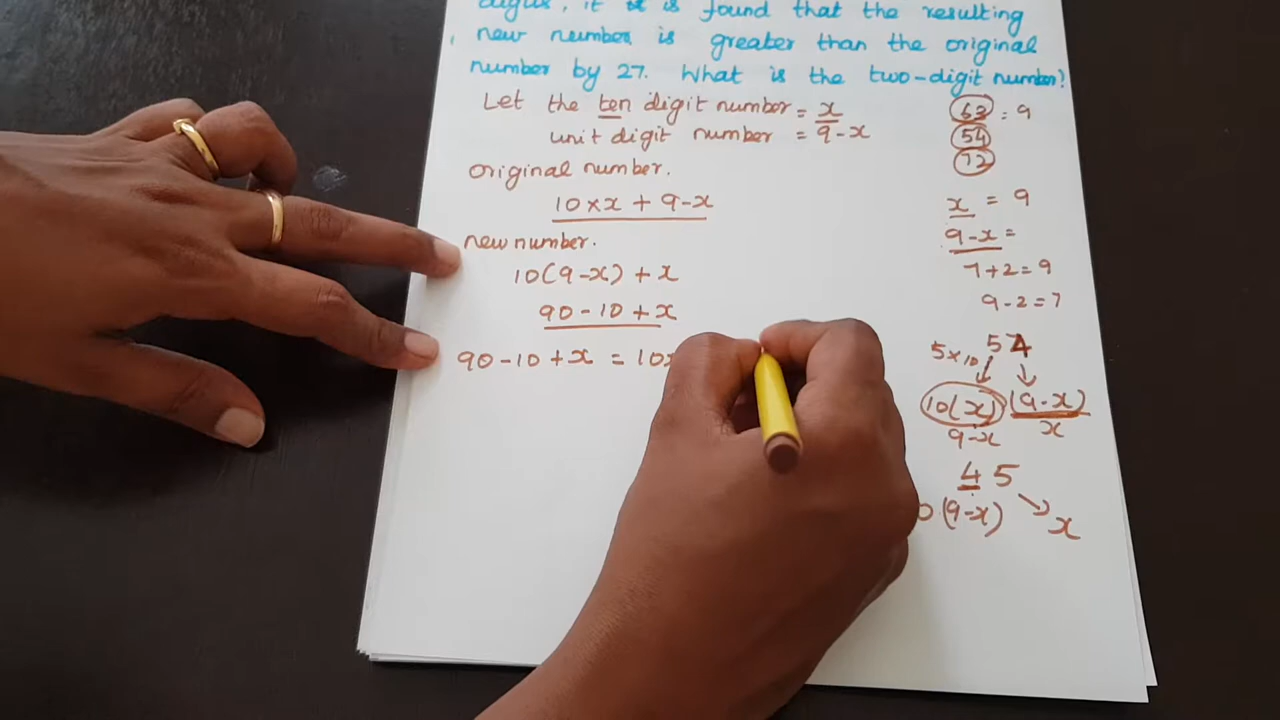 digits, it is found that the resulting
new number is greater than the original
number by 27. What is the two-digit number?
Let the ten digit number = x
unit digit number = 9-x
original number.
10 × x + 9-x
new number.
10(9-x) + x
90 - 10 + x
90 - 10 + x = 10x
63 = 9
54
72
x = 9
9-x =
7+2=9
9-2=7
54
5×10
10(x) (9-x)
9-x x
45
0(9-x) x